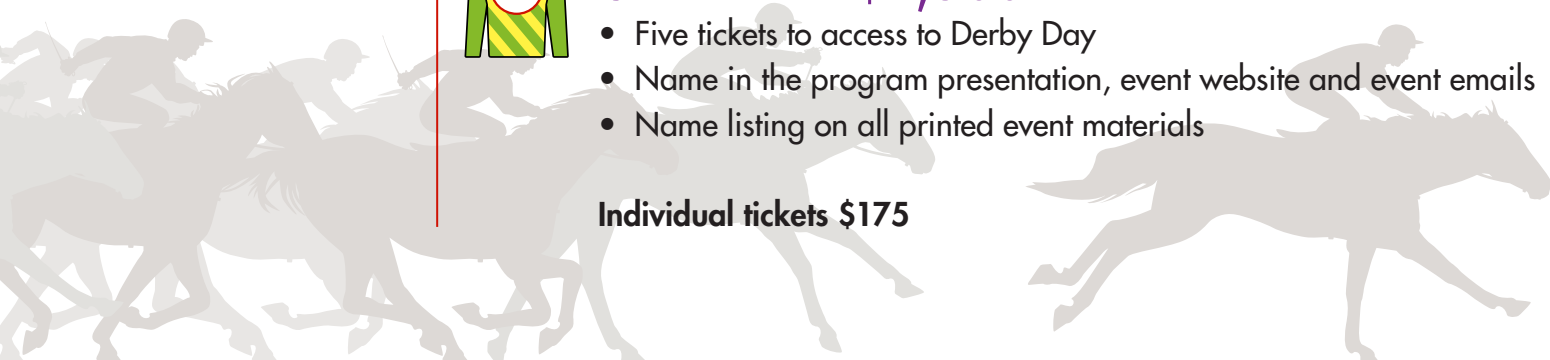 • Five tickets to access to Derby Day
• Name in the program presentation, event website and event emails
• Name listing on all printed event materials
Individual tickets $175